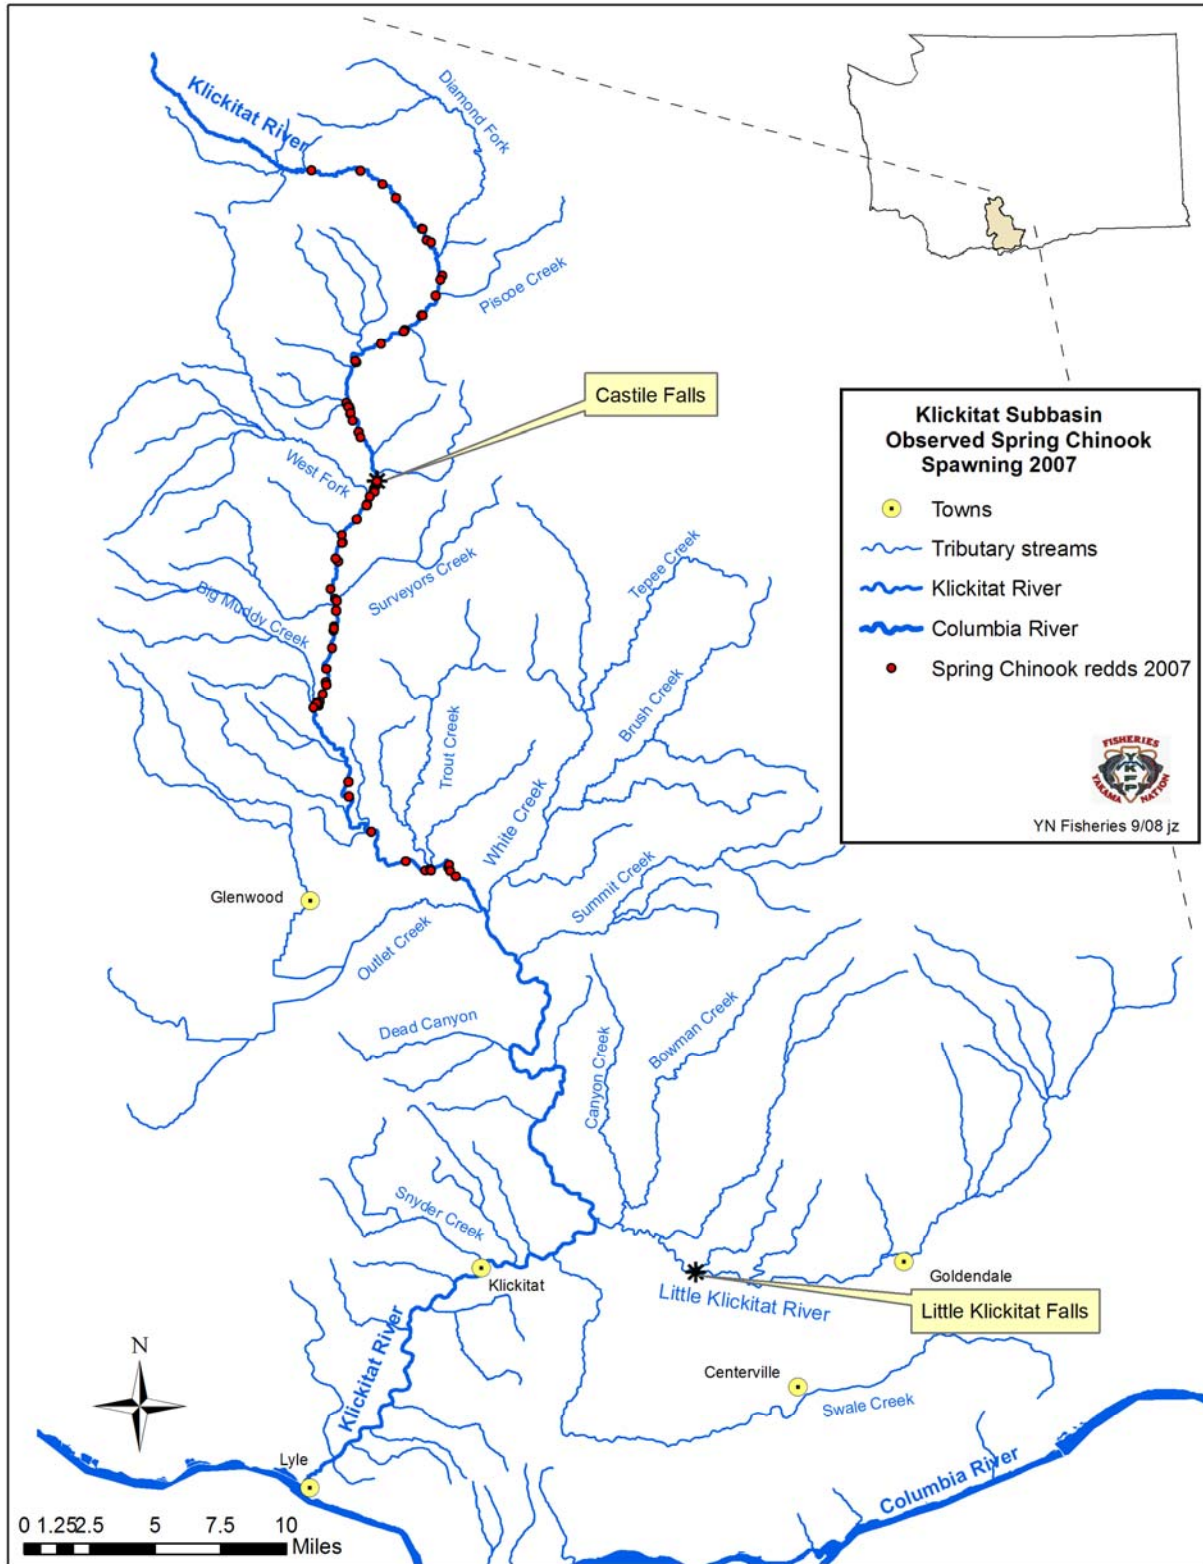 Klickitat River
Diamond Fork
Piscoe Creek
Castile Falls
Klickitat Subbasin
Observed Spring Chinook
Spawning 2007
Towns
Tributary streams
Klickitat River
Columbia River
Spring Chinook redds 2007
FISHERIES
YKFP
YAKAMA NATION
YN Fisheries 9/08 jz
West Fork
Surveyors Creek
Big Muddy Creek
Tepee Creek
Brush Creek
Trout Creek
White Creek
Summit Creek
Glenwood
Outlet Creek
Dead Canyon
Canyon Creek
Bowman Creek
Snyder Creek
Klickitat
Goldendale
Little Klickitat River
Little Klickitat Falls
Klickitat River
Centerville
Swale Creek
N
Lyle
Columbia River
0 1.25 2.5 5 7.5 10
Miles